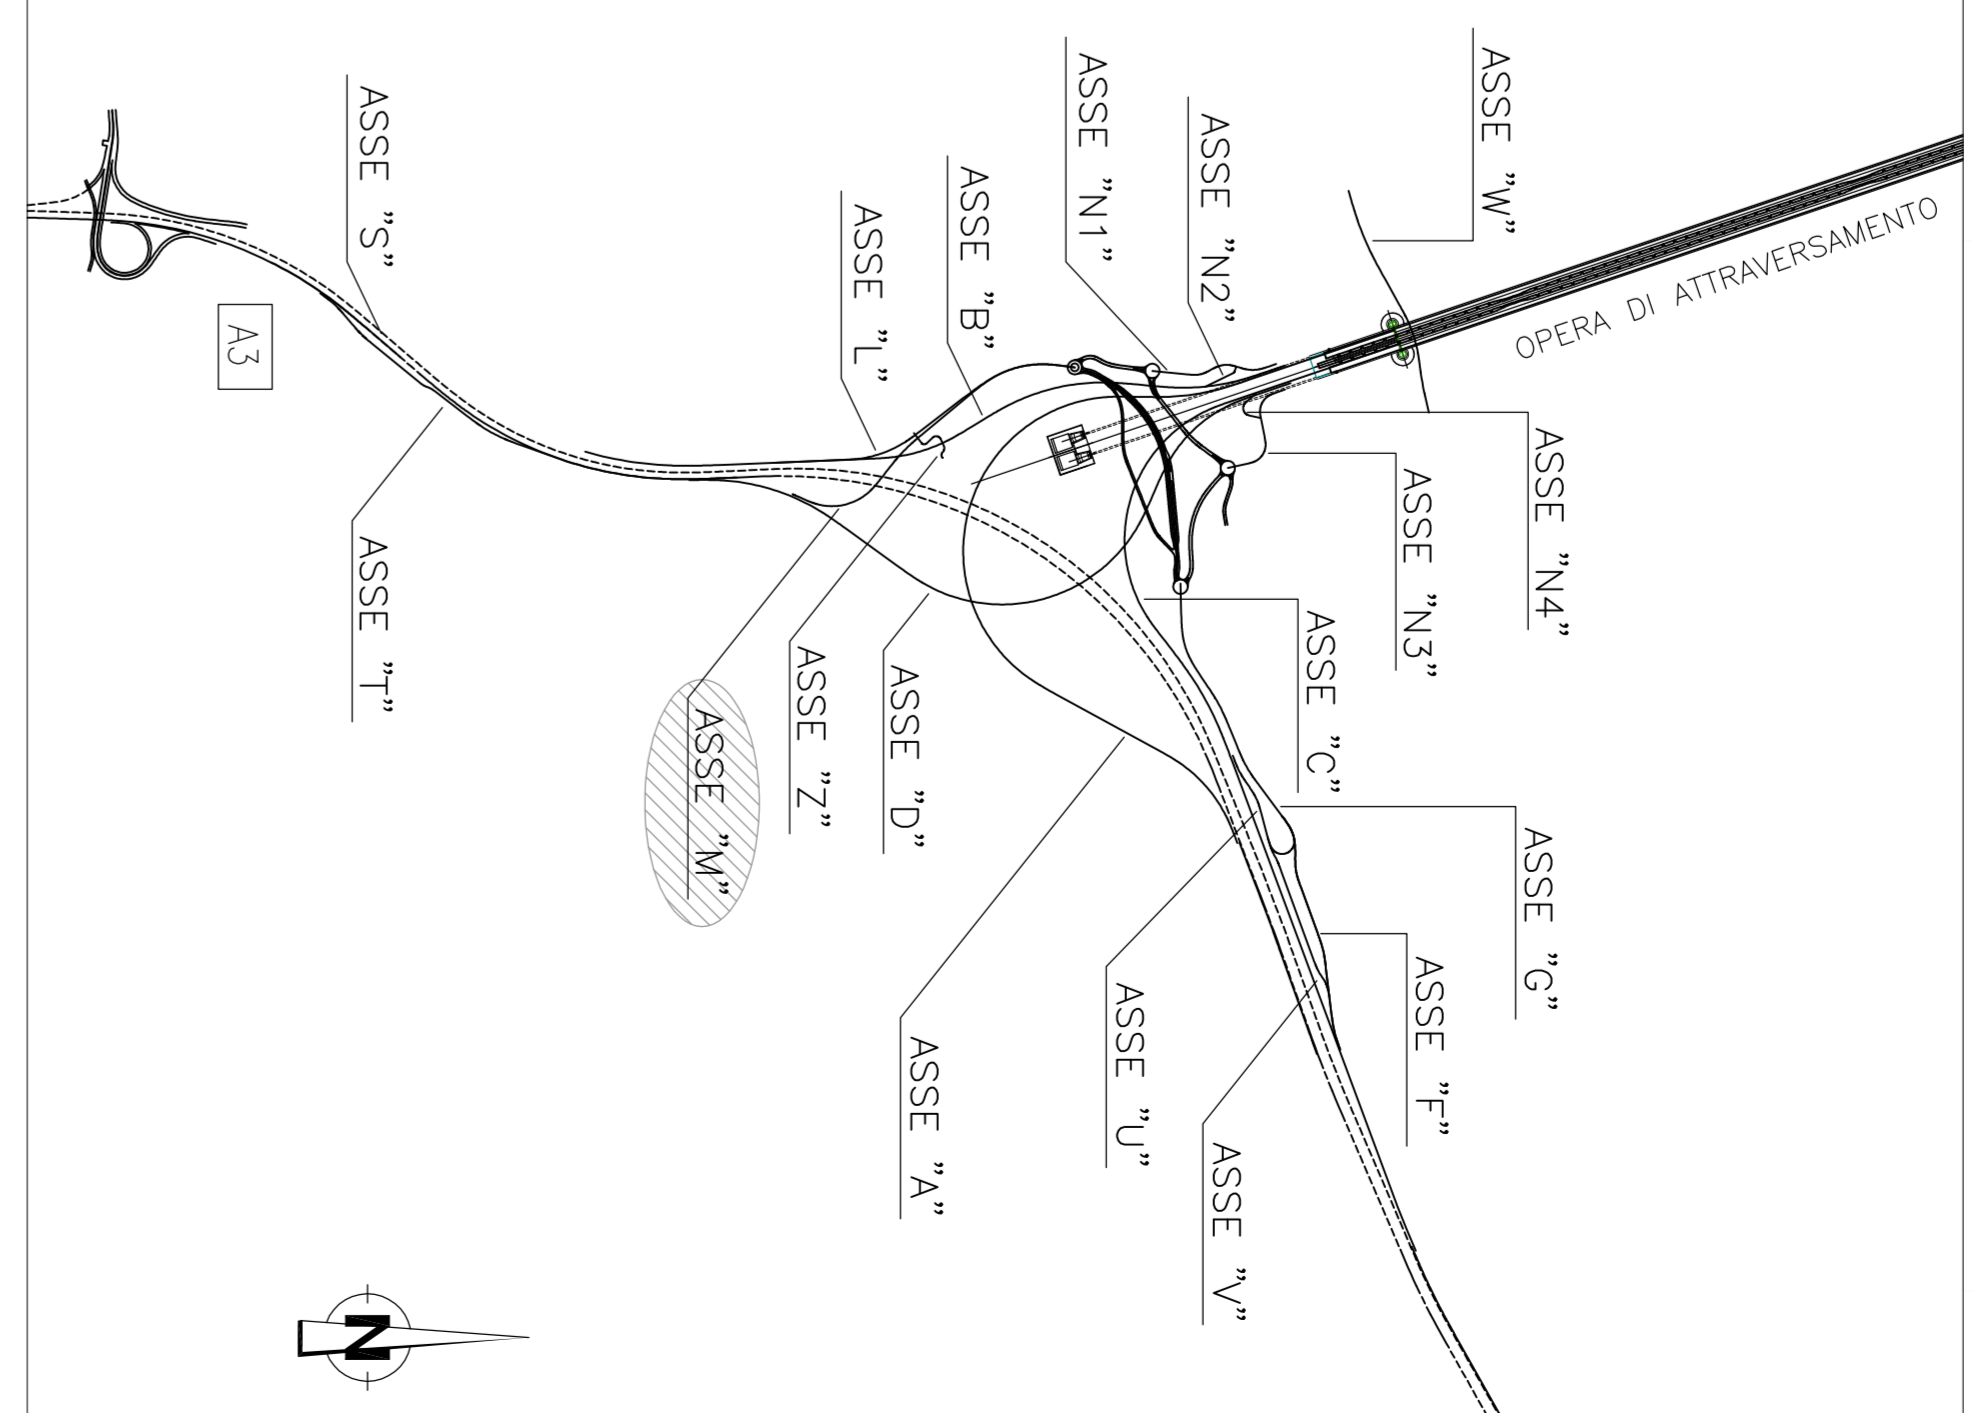 ASSE "W"
ASSE "N1"
ASSE "N2"
ASSE "B"
ASSE "L"
ASSE "S"
OPERA DI ATTRAVERSAMENTO
A3
ASSE "N4"
ASSE "N3"
ASSE "C"
ASSE "G"
ASSE "F"
ASSE "T"
ASSE "D"
ASSE "Z"
ASSE "M"
ASSE "A"
ASSE "U"
ASSE "V"
N